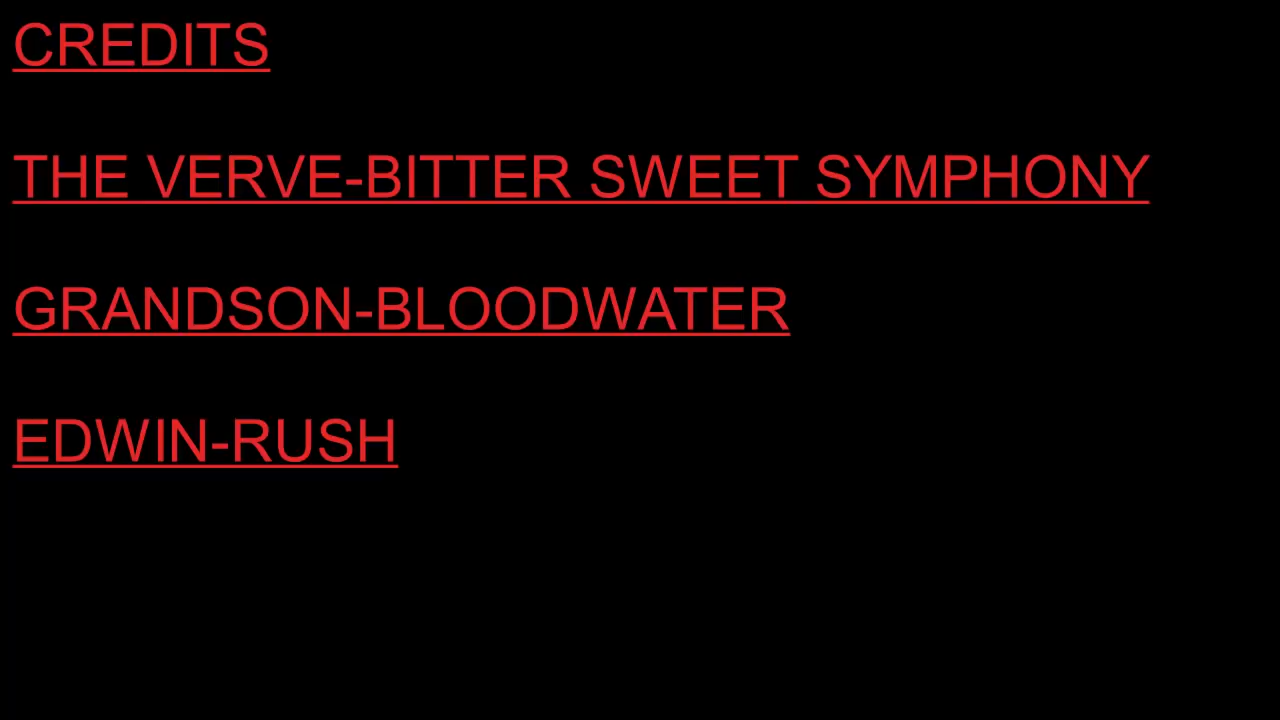 CREDITS
THE VERVE-BITTER SWEET SYMPHONY
GRANDSON-BLOODWATER
EDWIN-RUSH